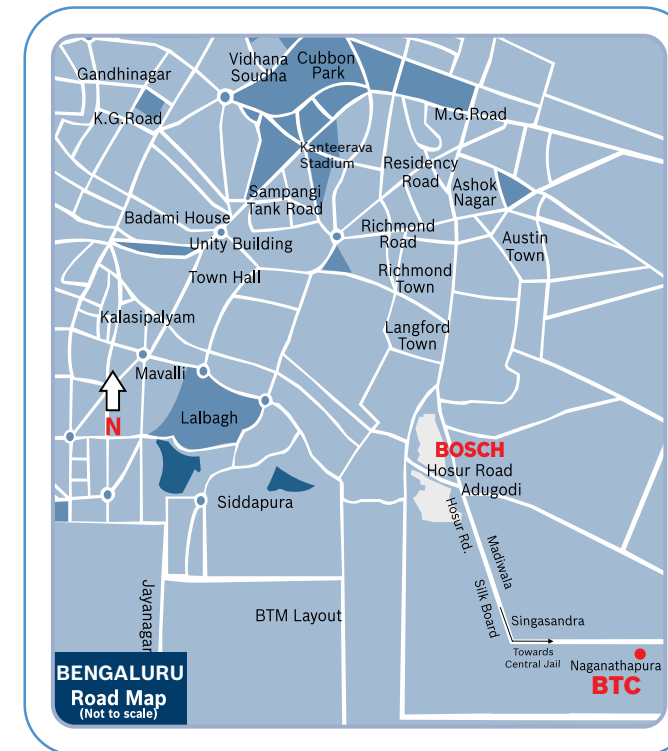 Gandhinagar
Vidhana
Soudha
Cubbon
Park
K.G.Road
M.G.Road
Kanteerava
Stadium
Residency
Road
Ashok
Nagar
Sampangi
Tank Road
Badami House
Unity Building
Richmond
Road
Austin
Town
Town Hall
Richmond
Town
Kalasipalyam
Langford
Town
Mavalli
N
Lalbagh
BOSCH
Hosur Road
Adugodi
Siddapura
Hosur Rd.
Madiwala
Silk Board
Jayanagar
BTM Layout
Singasandra
Towards
Central Jail
Naganathapura
BTC
BENGALURU
Road Map
(Not to scale)